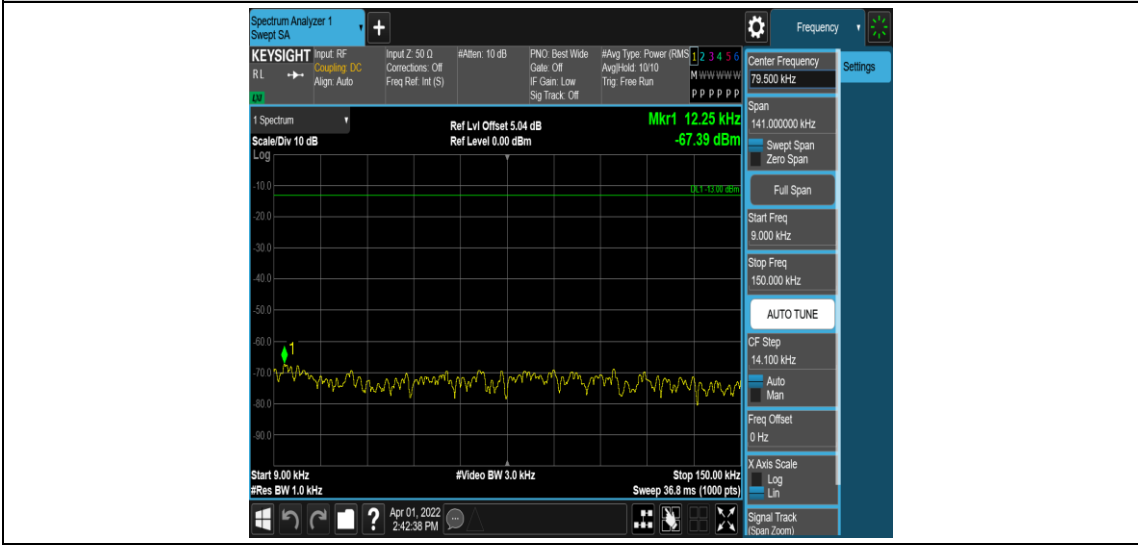 Spectrum Analyzer 1
Swept SA
+
Frequency
KEYSIGHT
RL
LXI
Input: RF
Coupling: DC
Align: Auto
Input Z: 50 Ω
Corrections: Off
Freq Ref: Int (S)
#Atten: 10 dB
PNO: Best Wide
Gate: Off
IF Gain: Low
Sig Track: Off
#Avg Type: Power (RMS
Avg|Hold: 10/10
Trig: Free Run
1 2 3 4 5 6
M W W W W W
P P P P P P
1 Spectrum
Scale/Div 10 dB
Log
Ref Lvl Offset 5.04 dB
Ref Level 0.00 dBm
Mkr1 12.25 kHz
-67.39 dBm
DL1 -13.00 dBm
-10.0
-20.0
-30.0
-40.0
-50.0
-60.0
1
-70.0
-80.0
-90.0
Start 9.00 kHz
#Res BW 1.0 kHz
#Video BW 3.0 kHz
Stop 150.00 kHz
Sweep 36.8 ms (1000 pts)
?
Apr 01, 2022
2:42:38 PM
Center Frequency
79.500 kHz
Span
141.000000 kHz
Swept Span
Zero Span
Full Span
Start Freq
9.000 kHz
Stop Freq
150.000 kHz
AUTO TUNE
CF Step
14.100 kHz
Auto
Man
Freq Offset
0 Hz
X Axis Scale
Log
Lin
Signal Track
(Span Zoom)
Settings